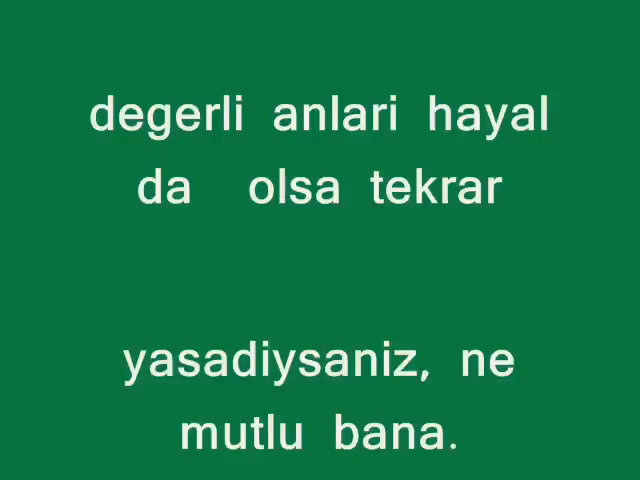 degerli anlari hayal
da olsa tekrar
yasadiysaniz, ne
mutlu bana.